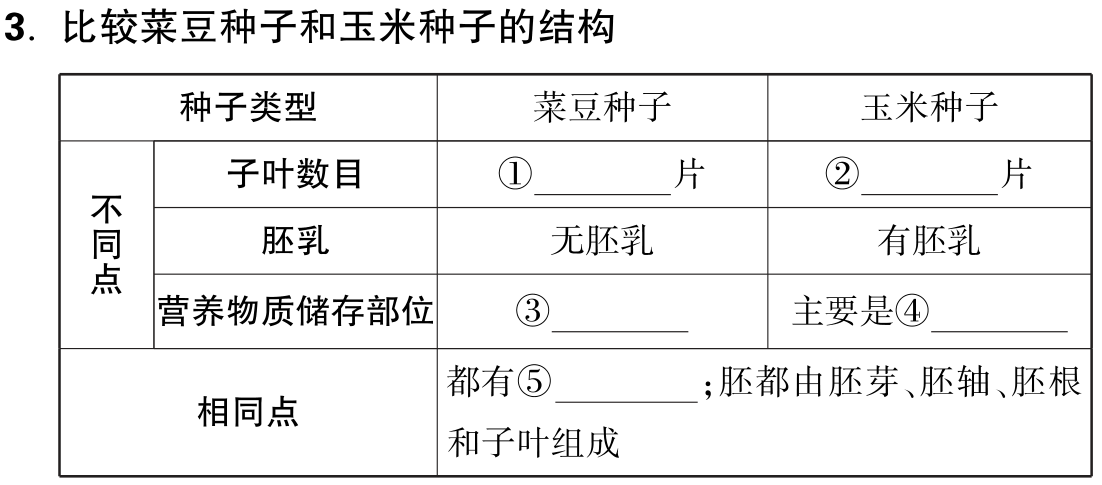 3. 比较菜豆种子和玉米种子的结构
种子类型 菜豆种子 玉米种子
不同点
子叶数目 ①________片 ②________片
胚乳 无胚乳 有胚乳
营养物质储存部位 ③________ 主要是④________
相同点
都有⑤________;胚都由胚芽、胚轴、胚根
和子叶组成